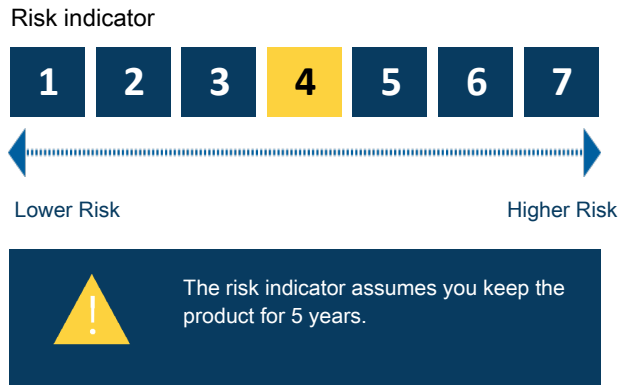 Risk indicator
1 2 3 4 5 6 7
Lower Risk Higher Risk
!
The risk indicator assumes you keep the
product for 5 years.